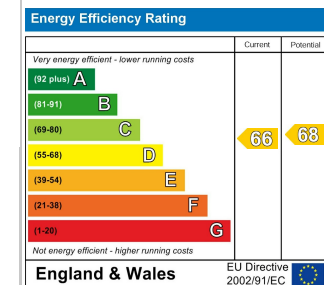 Energy Efficiency Rating
Current Potential
Very energy efficient - lower running costs
(92 plus) A
(81-91) B
(69-80) C
(55-68) D
(39-54) E
(21-38) F
(1-20) G
66 68
Not energy efficient - higher running costs
England & Wales
EU Directive
2002/91/EC